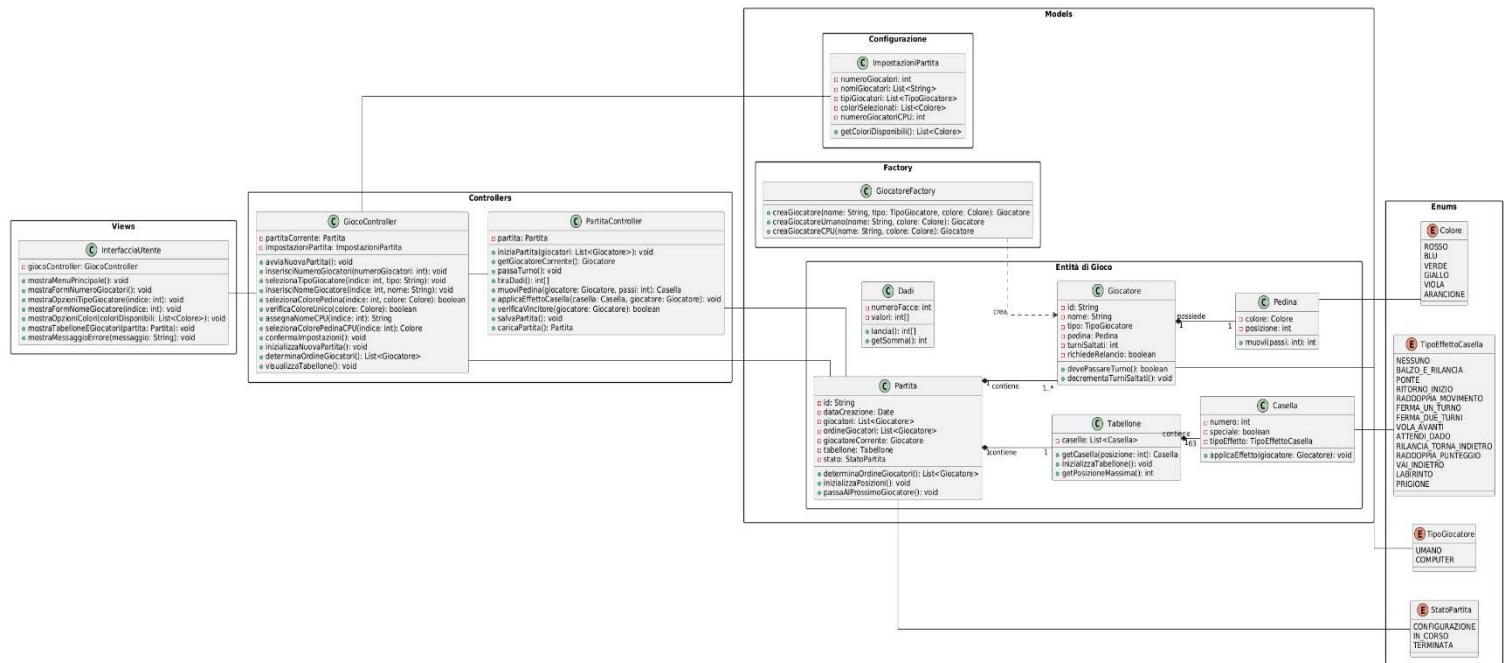 Views
InterfacciaUtente
giocoController: GiocoController
mostraMenuPrincipale(): void
mostraFormNumeroGiocatori(): void
mostraOpzioniTipoGiocatore(indice: int): void
mostraFormNomeGiocatore(indice: int): void
mostraOpzioniColori(coloriDisponibili: List<Colore>): void
mostraTabelloneEGiocatori(partita: Partita): void
mostraMessaggioErrore(messaggio: String): void
Controllers
GiocoController
partitaCorrente: Partita
impostazioniPartita: ImpostazioniPartita
avviaNuovaPartita(): void
inserisciNumeroGiocatori(numeroGiocatori: int): void
selezionaTipoGiocatore(indice: int, tipo: String): void
inserisciNomeGiocatore(indice: int, nome: String): void
selezionaColorePedina(indice: int, colore: Colore): boolean
verificaColoreUnico(colore: Colore): boolean
assegnaNomeCPU(indice: int): String
selezionaColorePedinaCPU(indice: int): Colore
confermaImpostazioni(): void
inizializzaNuovaPartita(): void
determinaOrdineGiocatori(): List<Giocatore>
visualizzaTabellone(): void
PartitaController
partita: Partita
iniziaPartita(giocatori: List<Giocatore>): void
getGiocatoreCorrente(): Giocatore
passaTurno(): void
tiraDadi(): int[]
muoviPedina(giocatore: Giocatore, passi: int): Casella
applicaEffettoCasella(casella: Casella, giocatore: Giocatore): void
verificaVincitore(giocatore: Giocatore): boolean
salvaPartita(): void
caricaPartita(): Partita
Models
Configurazione
ImpostazioniPartita
numeroGiocatori: int
nomiGiocatori: List<String>
tipiGiocatori: List<TipoGiocatore>
coloriSelezionati: List<Colore>
numeroGiocatoriCPU: int
getColoriDisponibili(): List<Colore>
Factory
GiocatoreFactory
creaGiocatore(nome: String, tipo: TipoGiocatore, colore: Colore): Giocatore
creaGiocatoreUmano(nome: String, colore: Colore): Giocatore
creaGiocatoreCPU(nome: String, colore: Colore): Giocatore
crea
Entità di Gioco
Dadi
numeroFacce: int
valori: int[]
lancia(): int[]
getSomma(): int
Giocatore
id: String
nome: String
tipo: TipoGiocatore
pedina: Pedina
turniSaltati: int
richiedeRelancio: boolean
devePassareTurno(): boolean
decrementaTurniSaltati(): void
possiede
1
1
Pedina
colore: Colore
posizione: int
muovi(passi: int): int
Partita
id: String
dataCreazione: Date
giocatori: List<Giocatore>
ordineGiocatori: List<Giocatore>
giocatoreCorrente: Giocatore
tabellone: Tabellone
stato: StatoPartita
determinaOrdineGiocatori(): List<Giocatore>
inizializzaPosizioni(): void
passaAlProssimoGiocatore(): void
1 contiene
1..*
1 contiene
1
Tabellone
caselle: List<Casella>
getCasella(posizione: int): Casella
inizializzaTabellone(): void
getPosizioneMassima(): int
contiene
1
63
Casella
numero: int
speciale: boolean
tipoEffetto: TipoEffettoCasella
applicaEffetto(giocatore: Giocatore): void
Enums
Colore
ROSSO
BLU
VERDE
GIALLO
VIOLA
ARANCIONE
TipoEffettoCasella
NESSUNO
BALZO_E_RILANCIA
PONTE
RITORNO_INIZIO
RADDOPPIA_MOVIMENTO
FERMA_UN_TURNO
FERMA_DUE_TURNI
VOLA_AVANTI
ATTENDI_DADO
RILANCIA_TORNA_INDIETRO
RADDOPPIA_PUNTEGGIO
VAI_INDIETRO
LABIRINTO
PRIGIONE
TipoGiocatore
UMANO
COMPUTER
StatoPartita
CONFIGURAZIONE
IN_CORSO
TERMINATA